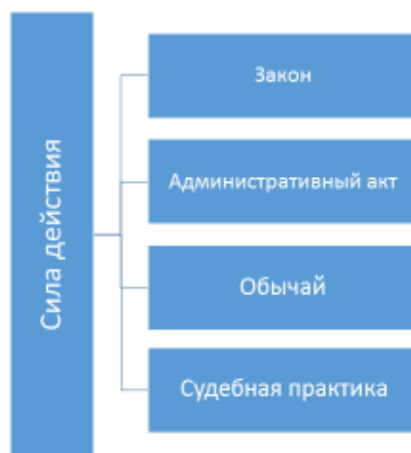 Сила действия
Закон
Административный акт
Обычай
Судебная практика